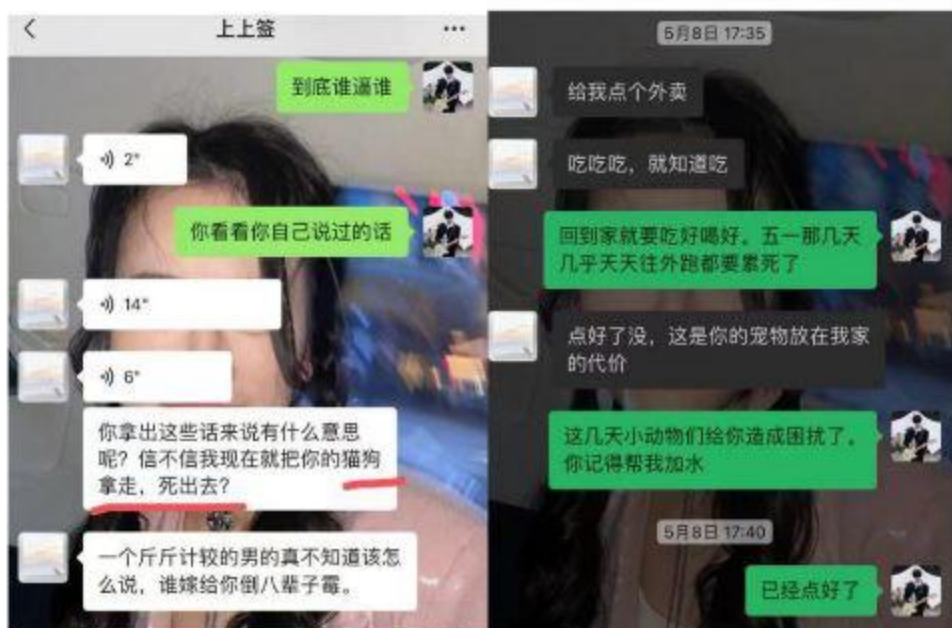 上上签
到底谁逼谁
2"
你看看你自己说过的话
14"
6"
你拿出这些话来说有什么意思
呢？信不信我现在就把你的猫狗
拿走，死出去？
一个斤斤计较的男的真不知道该怎
么说，谁嫁给你倒八辈子霉。
5月8日 17:35
给我点个外卖
吃吃吃，就知道吃
回到家就要吃好喝好。五一那几天
几乎天天往外跑都要累死了
点好了没，这是你的宠物放在我家
的代价
这几天小动物们给你造成困扰了。
你记得帮我加水
5月8日 17:40
已经点好了